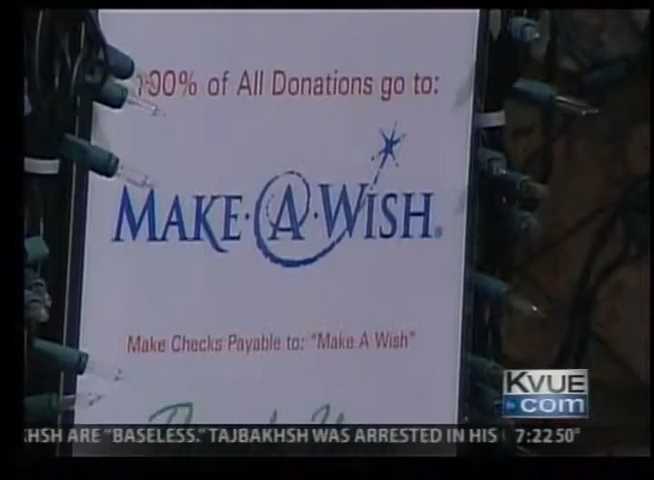 100% of All Donations go to:
MAKE·A·WISH®
Make Checks Payable to: "Make A Wish"
KVUE
com
HSH ARE "BASELESS." TAJBAKHSH WAS ARRESTED IN HIS
7:22 50°